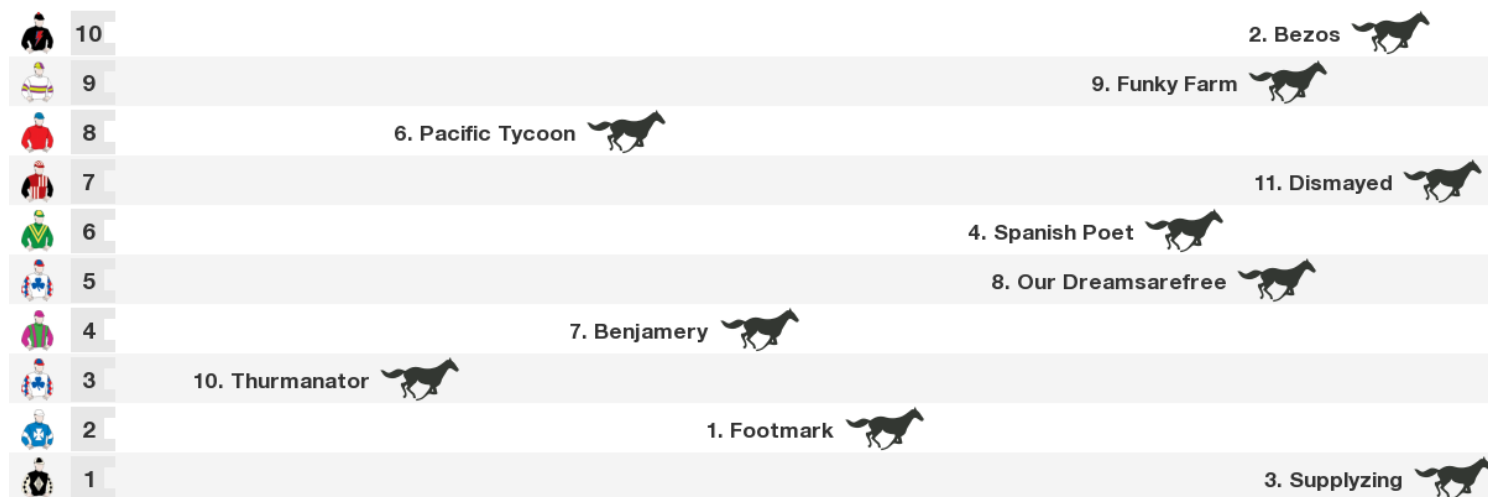 10 2. Bezos
9 9. Funky Farm
8 6. Pacific Tycoon
7 11. Dismayed
6 4. Spanish Poet
5 8. Our Dreamsarefree
4 7. Benjamery
3 10. Thurmanator
2 1. Footmark
1 3. Supplyzing